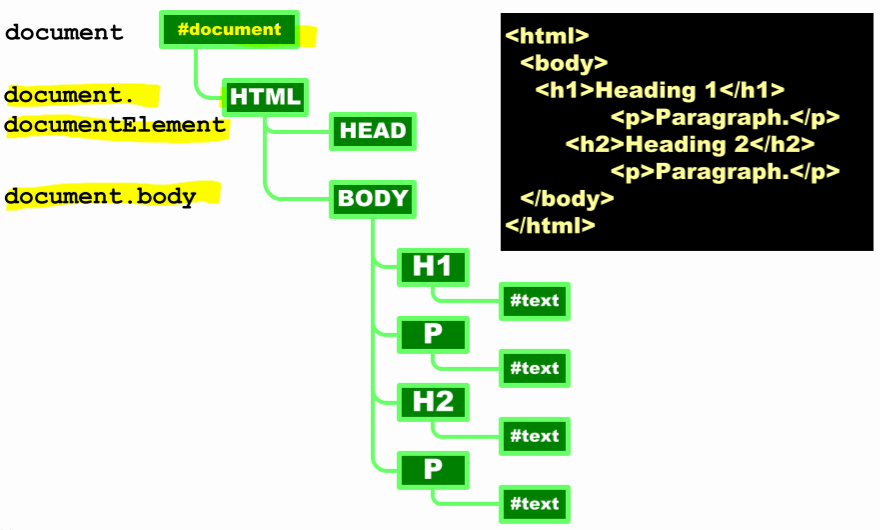 document
#document
document.
documentElement
HTML
HEAD
document.body
BODY
H1
#text
P
#text
H2
#text
P
#text
<html>
<body>
<h1>Heading 1</h1>
<p>Paragraph.</p>
<h2>Heading 2</h2>
<p>Paragraph.</p>
</body>
</html>